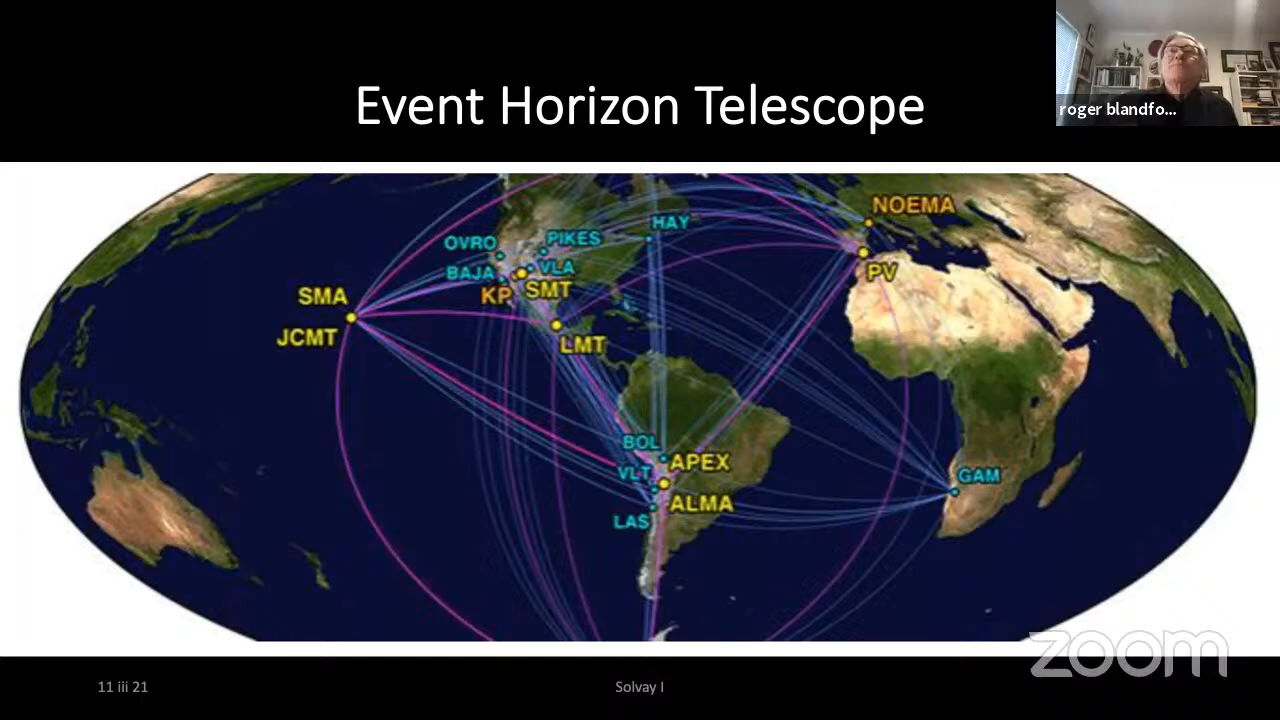 Event Horizon Telescope
roger blandfo...
NOEMA
HAY
OVRO
PIKES
BAJA
VLA
PV
KP
SMT
SMA
JCMT
LMT
BOL
APEX
VLT
GAM
ALMA
LAS
zoom
11 iii 21
Solvay I